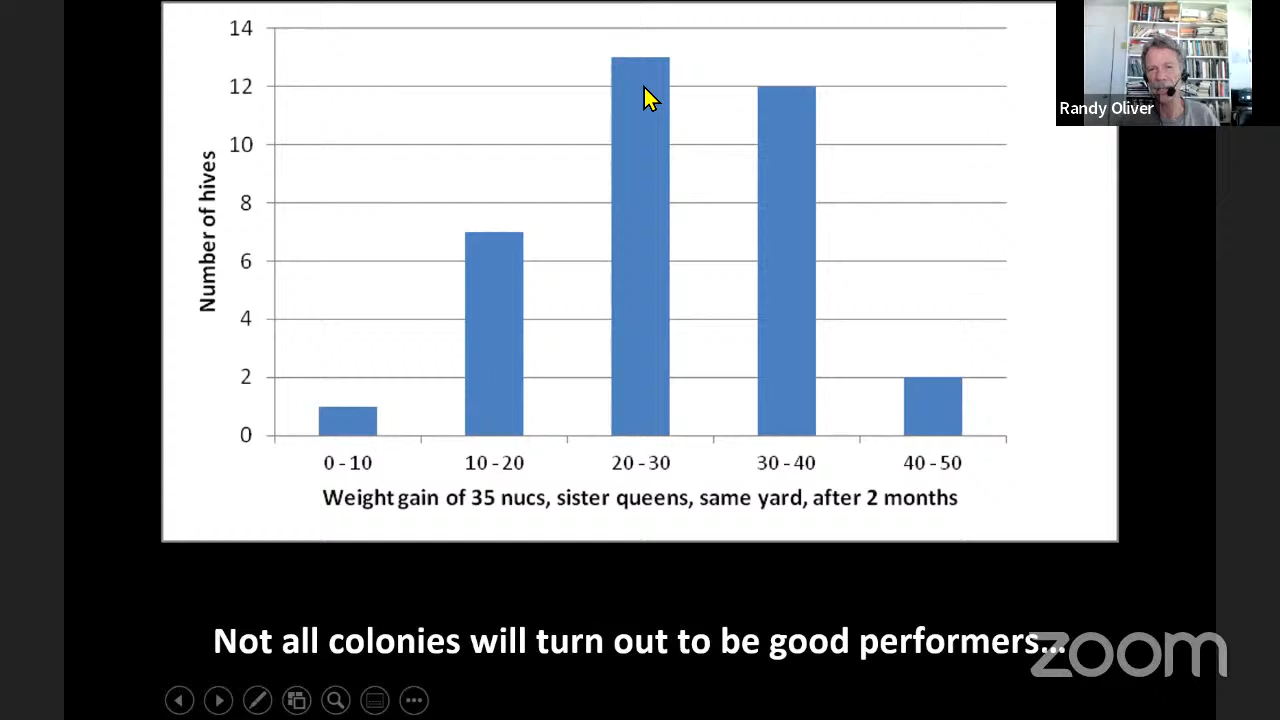 14
12
10
8
6
4
2
0
Number of hives
0 - 10
10 - 20
20 - 30
30 - 40
40 - 50
Weight gain of 35 nucs, sister queens, same yard, after 2 months
Randy Oliver
Not all colonies will turn out to be good performers...
zoom